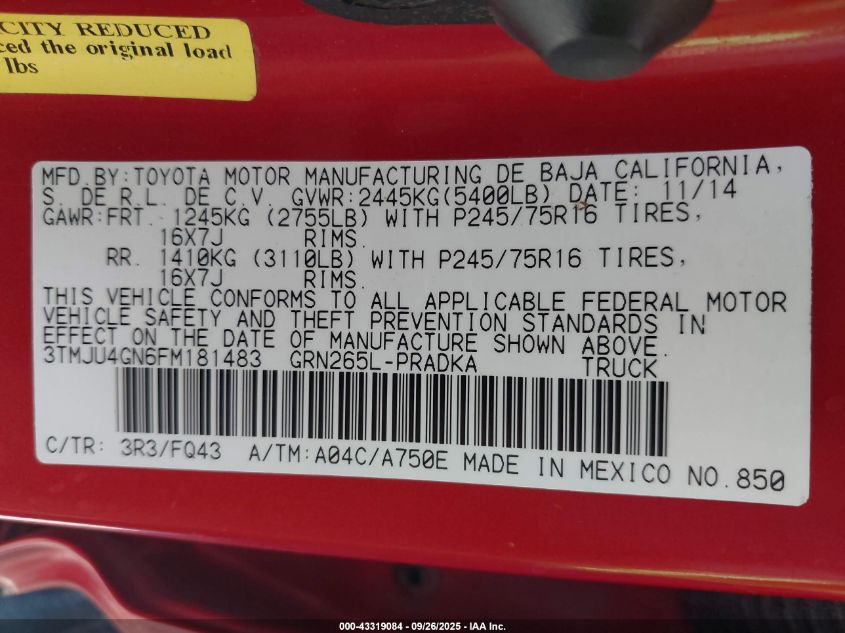 CITY REDUCED
ced the original load
lbs
MFD.BY:TOYOTA MOTOR MANUFACTURING DE BAJA CALIFORNIA,
S. DE R.L. DE C.V. GVWR:2445KG(5400LB) DATE: 11/14
GAWR:FRT. 1245KG (2755LB) WITH P245/75R16 TIRES,
16X7J RIMS.
RR. 1410KG (3110LB) WITH P245/75R16 TIRES,
16X7J RIMS.
THIS VEHICLE CONFORMS TO ALL APPLICABLE FEDERAL MOTOR
VEHICLE SAFETY AND THEFT PREVENTION STANDARDS IN
EFFECT ON THE DATE OF MANUFACTURE SHOWN ABOVE.
3TMJU4GN6FM181483 GRN265L-PRADKA TRUCK
C/TR: 3R3/FQ43 A/TM:A04C/A750E MADE IN MEXICO NO.850
000-43319084 - 09/26/2025 - IAA Inc.